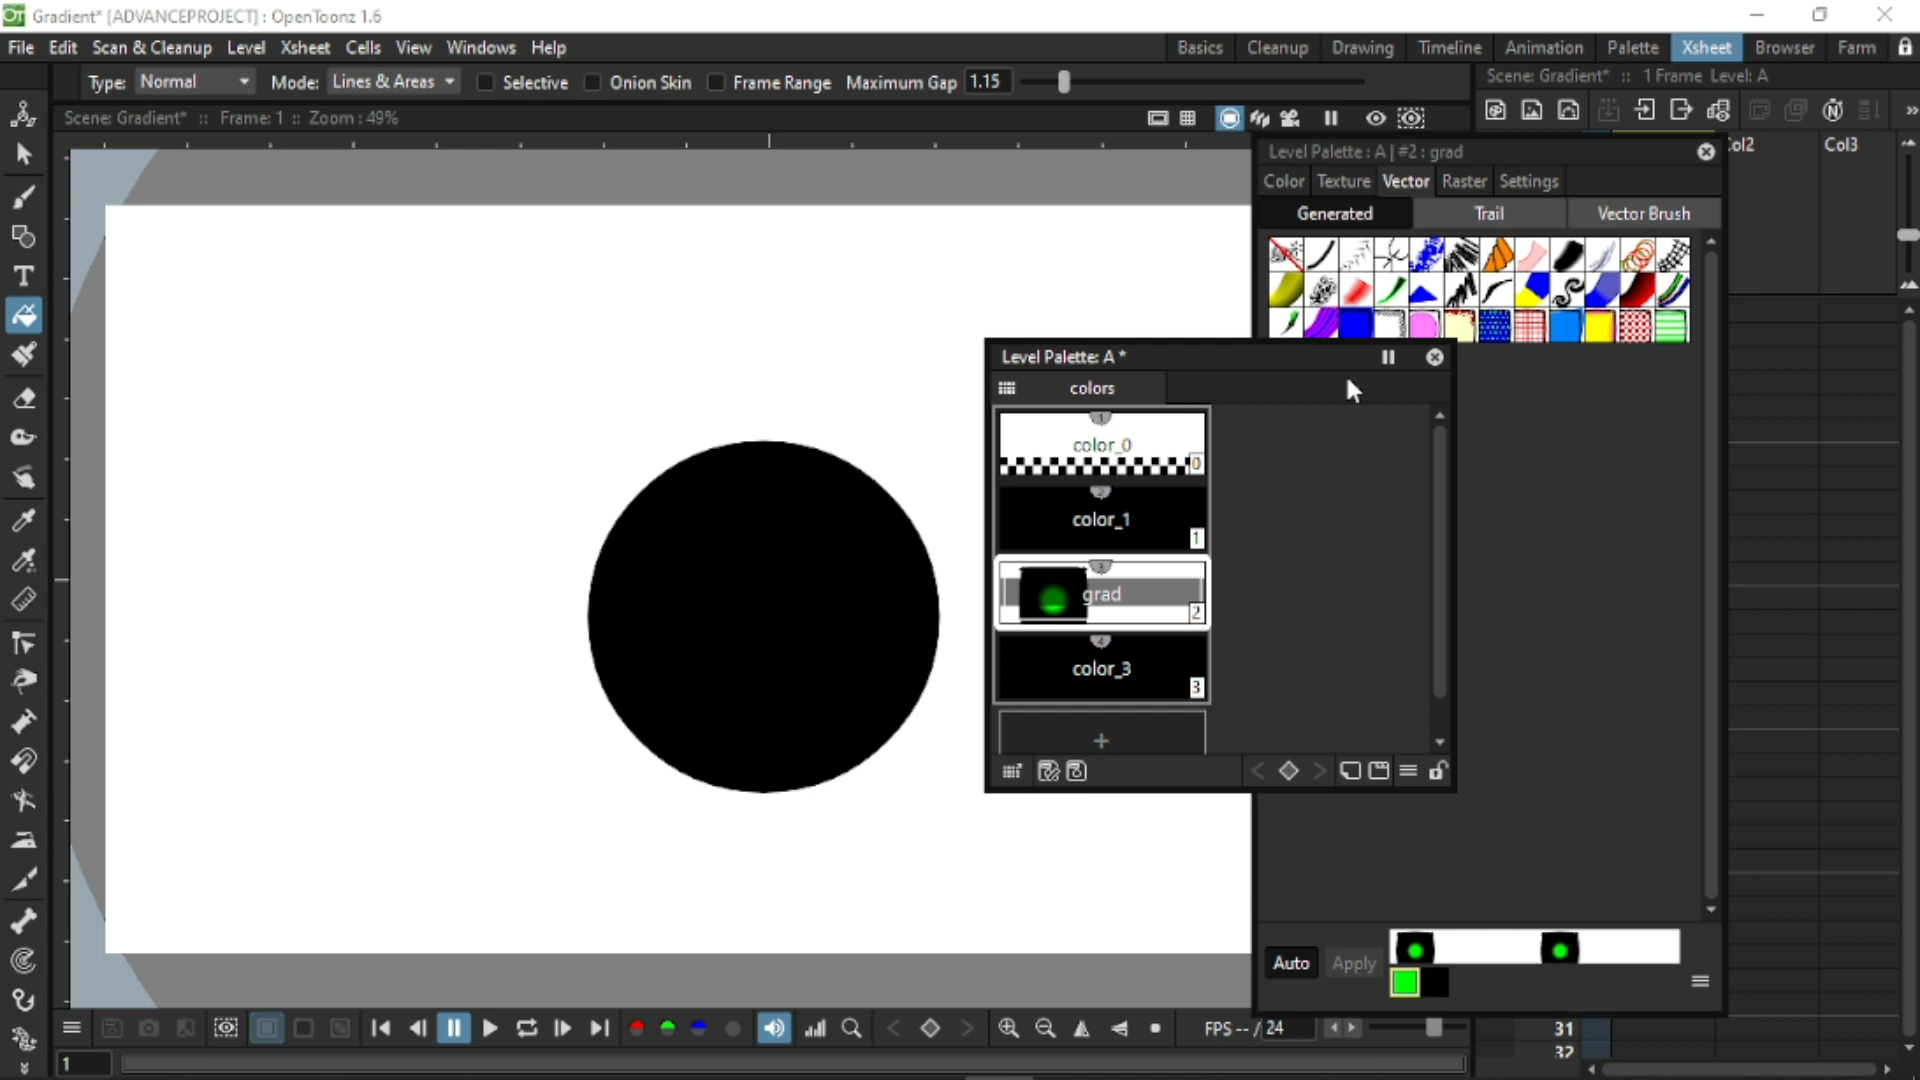 Gradient* [ADVANCEPROJECT] : OpenToonz 1.6
File Edit Scan & Cleanup Level Xsheet Cells View Windows Help
Basics Cleanup Drawing Timeline Animation Palette Xsheet Browser Farm
Type: Normal Mode: Lines & Areas Selective Onion Skin Frame Range Maximum Gap 1.15
Scene: Gradient* :: 1 Frame Level: A
Scene: Gradient* :: Frame: 1 :: Zoom : 49%
Level Palette : A | #2 : grad
Col2 Col3
Color Texture Vector Raster Settings
Generated Trail Vector Brush
Level Palette: A *
colors
1
color_0
0
2
color_1
1
3
grad
2
4
color_3
3
+
Auto Apply
FPS -- / 24
31
32
1